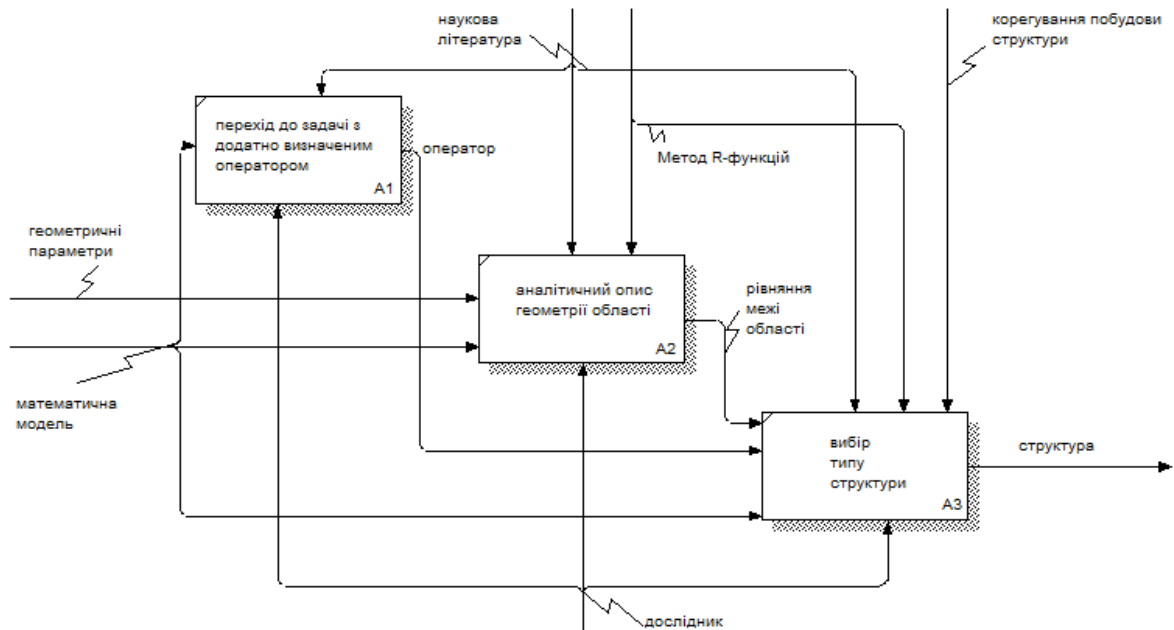 наукова
література
корегування побудови
структури
перехід до задачі з
додатно визначеним
оператором
A1
оператор
Метод R-функцій
геометричні
параметри
аналітичний опис
геометрії області
A2
рівняння
межі
області
математична
модель
вибір
типу
структури
A3
структура
дослідник